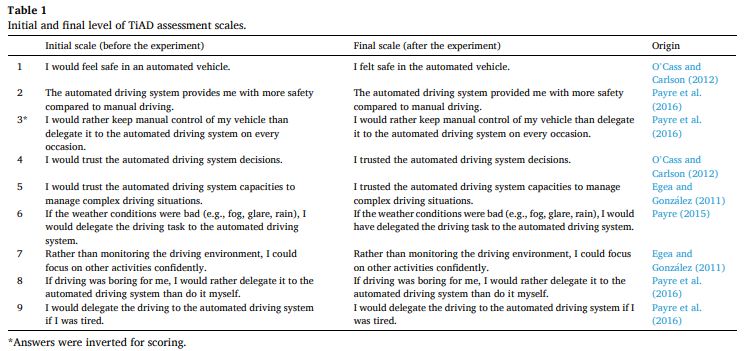 Table 1
Initial and final level of TiAD assessment scales.
Initial scale (before the experiment) Final scale (after the experiment) Origin
1 I would feel safe in an automated vehicle. I felt safe in the automated vehicle. O'Cass and
Carlson (2012)
2 The automated driving system provides me with more safety The automated driving system provided me with more safety Payre et al.
compared to manual driving. compared to manual driving. (2016)
3* I would rather keep manual control of my vehicle than I would rather keep manual control of my vehicle than delegate Payre et al.
delegate it to the automated driving system on every it to the automated driving system on every occasion. (2016)
occasion.
4 I would trust the automated driving system decisions. I trusted the automated driving system decisions. O'Cass and
Carlson (2012)
5 I would trust the automated driving system capacities to I trusted the automated driving system capacities to manage Egea and
manage complex driving situations. complex driving situations. González (2011)
6 If the weather conditions were bad (e.g., fog, glare, rain), I If the weather conditions were bad (e.g., fog, glare, rain), I would Payre (2015)
would delegate the driving task to the automated driving have delegated the driving task to the automated driving system.
system.
7 Rather than monitoring the driving environment, I could Rather than monitoring the driving environment, I could focus Egea and
focus on other activities confidently. on other activities confidently. González (2011)
8 If driving was boring for me, I would rather delegate it to the If driving was boring for me, I would rather delegate it to the Payre et al.
automated driving system than do it myself. automated driving system than do it myself. (2016)
9 I would delegate the driving to the automated driving system I would delegate the driving to the automated driving system if I Payre et al.
if I was tired. was tired. (2016)
*Answers were inverted for scoring.